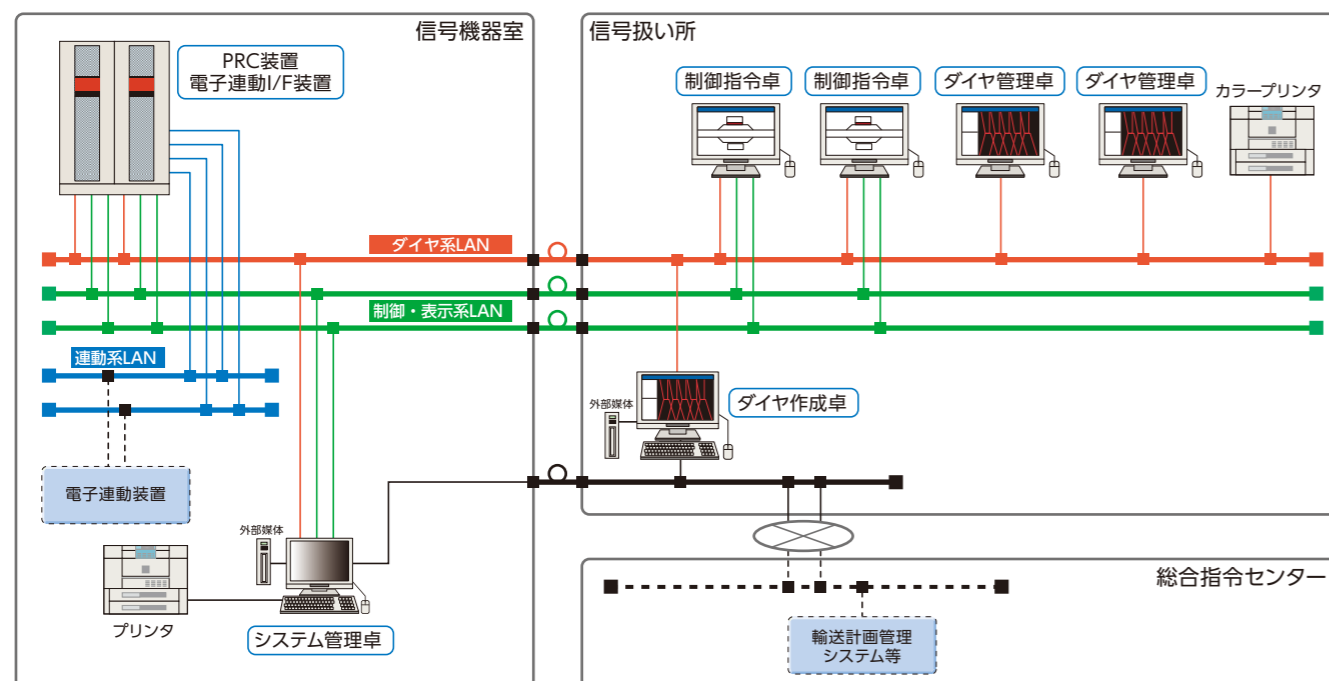 信号機器室
PRC装置
電子連動I/F装置
信号扱い所
制御指令卓
制御指令卓
ダイヤ管理卓
ダイヤ管理卓
カラープリンタ
ダイヤ系LAN
制御・表示系LAN
連動系LAN
外部媒体
ダイヤ作成卓
電子連動装置
外部媒体
プリンタ
システム管理卓
総合指令センター
輸送計画管理
システム等